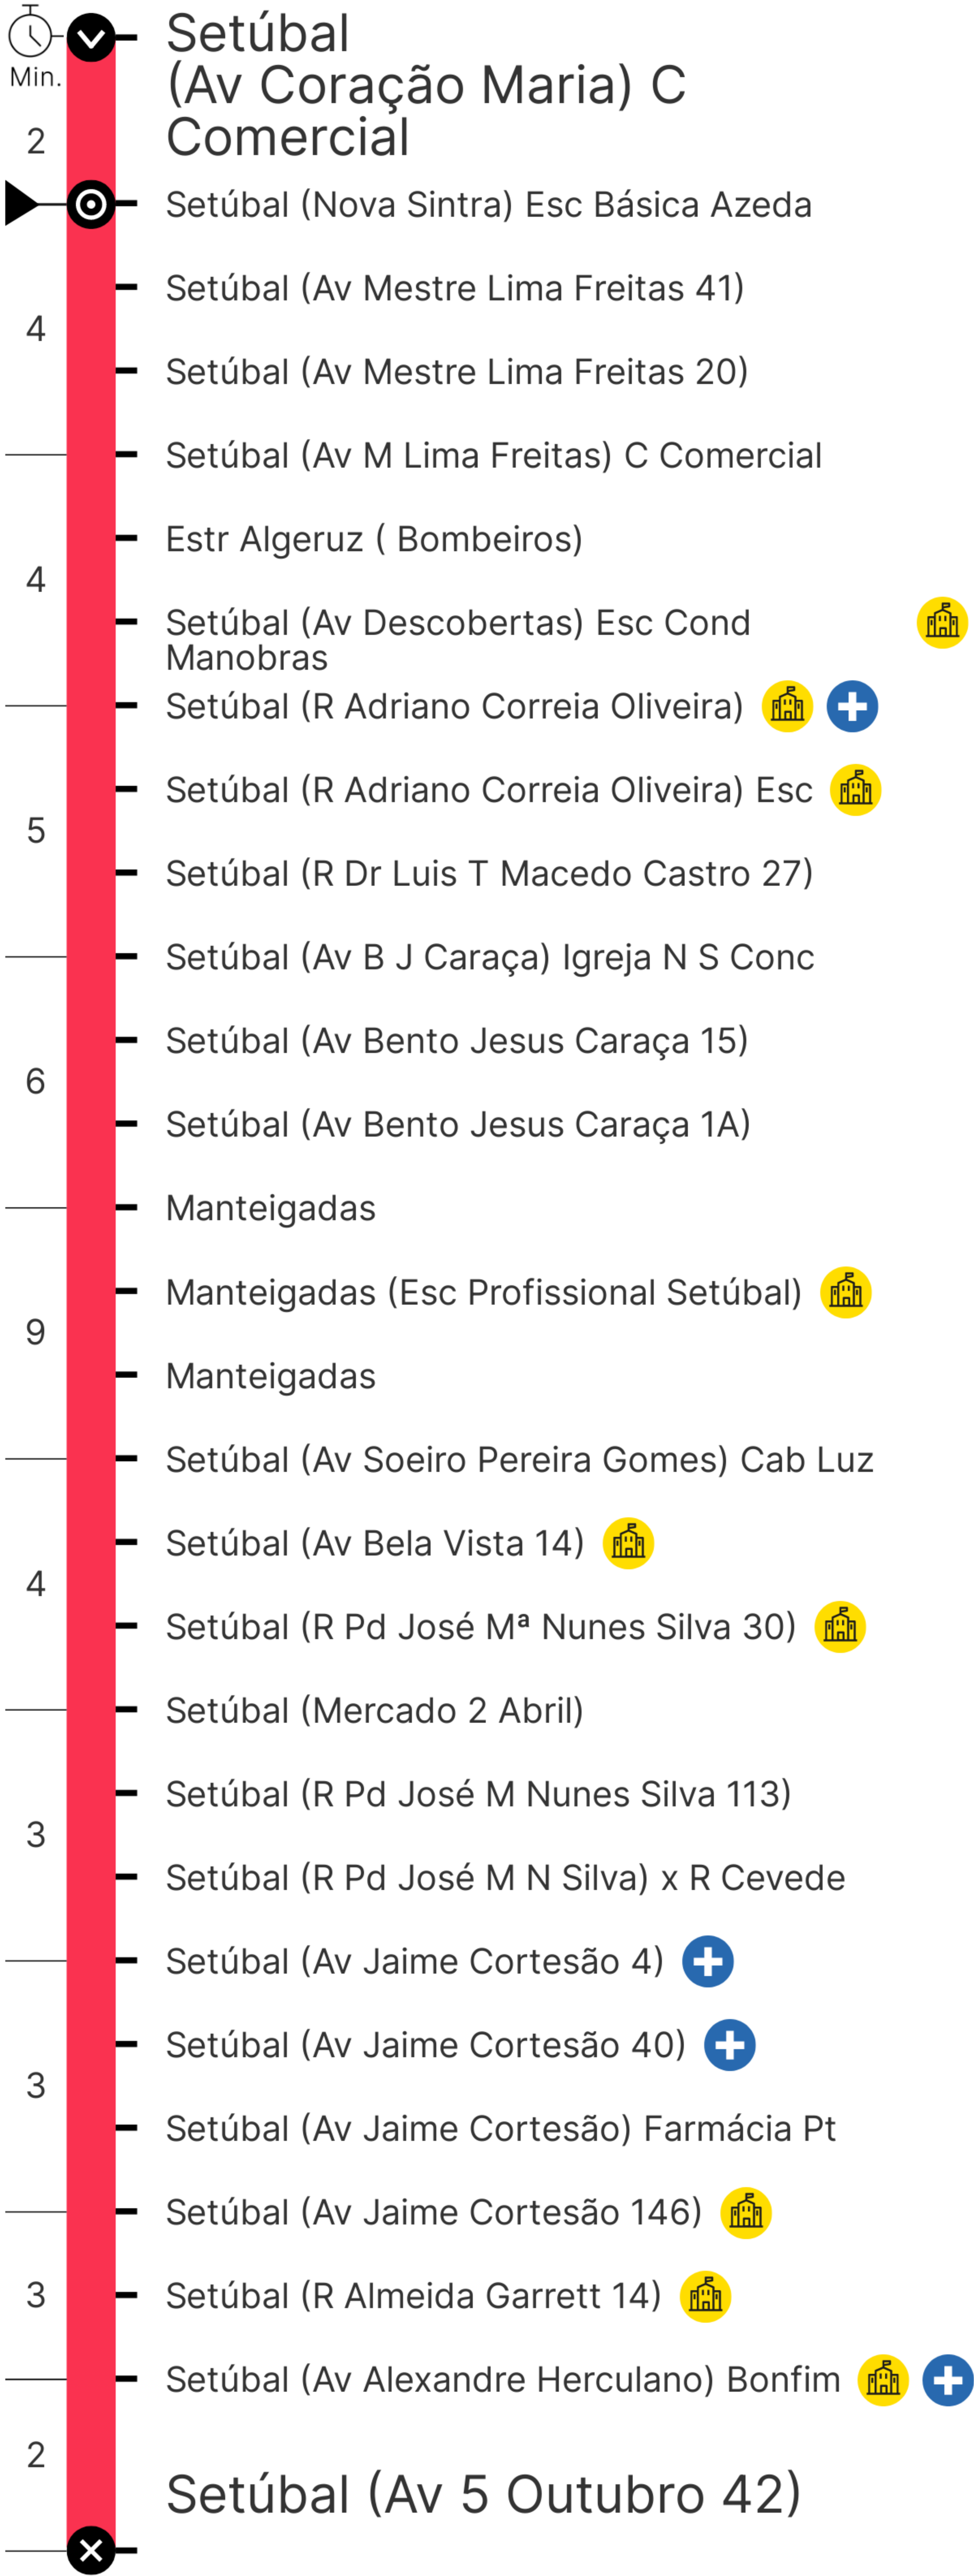 Setúbal
(Av Coração Maria) C
Comercial
Min.
2
Setúbal (Nova Sintra) Esc Básica Azeda
Setúbal (Av Mestre Lima Freitas 41)
4
Setúbal (Av Mestre Lima Freitas 20)
Setúbal (Av M Lima Freitas) C Comercial
Estr Algeruz ( Bombeiros)
4
Setúbal (Av Descobertas) Esc Cond
Manobras
Setúbal (R Adriano Correia Oliveira)
Setúbal (R Adriano Correia Oliveira) Esc
5
Setúbal (R Dr Luis T Macedo Castro 27)
Setúbal (Av B J Caraça) Igreja N S Conc
Setúbal (Av Bento Jesus Caraça 15)
6
Setúbal (Av Bento Jesus Caraça 1A)
Manteigadas
Manteigadas (Esc Profissional Setúbal)
9
Manteigadas
Setúbal (Av Soeiro Pereira Gomes) Cab Luz
Setúbal (Av Bela Vista 14)
4
Setúbal (R Pd José Mª Nunes Silva 30)
Setúbal (Mercado 2 Abril)
Setúbal (R Pd José M Nunes Silva 113)
3
Setúbal (R Pd José M N Silva) x R Cevede
Setúbal (Av Jaime Cortesão 4)
Setúbal (Av Jaime Cortesão 40)
3
Setúbal (Av Jaime Cortesão) Farmácia Pt
Setúbal (Av Jaime Cortesão 146)
3
Setúbal (R Almeida Garrett 14)
Setúbal (Av Alexandre Herculano) Bonfim
2
Setúbal (Av 5 Outubro 42)